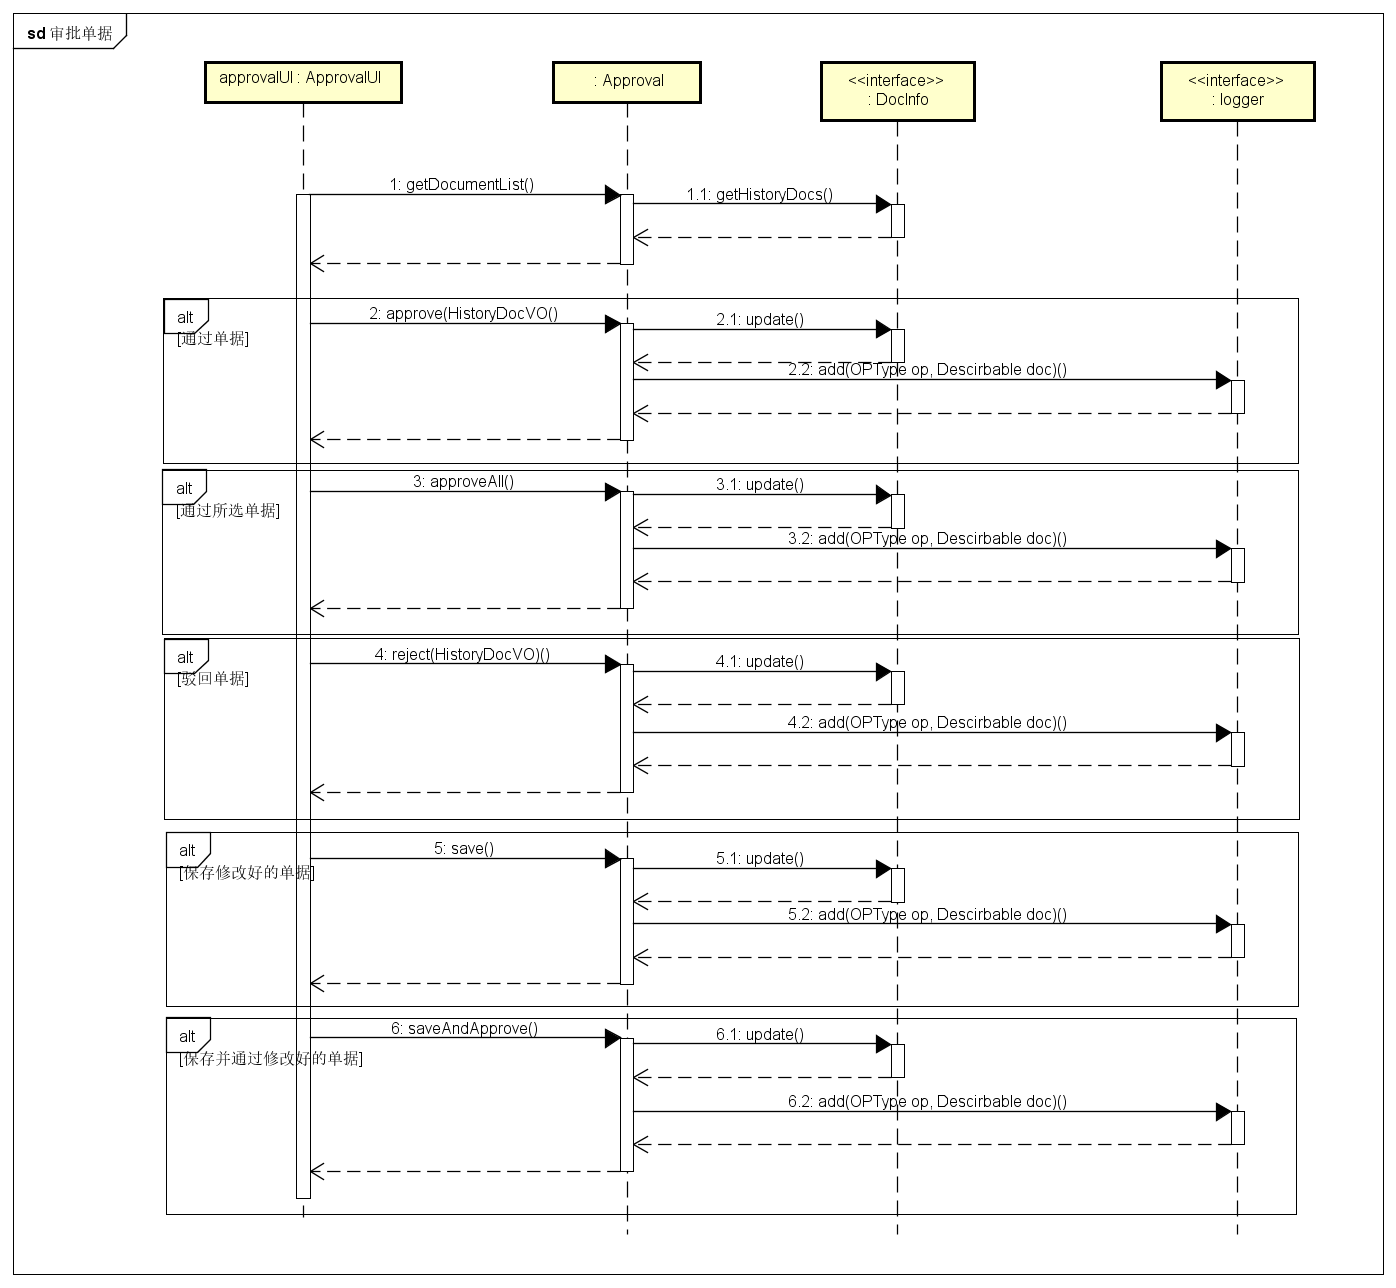 sd 审批单据
approvalUI : ApprovalUI
: Approval
<<interface>>
: DocInfo
<<interface>>
: logger
1: getDocumentList()
1.1: getHistoryDocs()
alt
[通过单据]
2: approve(HistoryDocVO()
2.1: update()
2.2: add(OPType op, Descirbable doc)()
alt
[通过所选单据]
3: approveAll()
3.1: update()
3.2: add(OPType op, Descirbable doc)()
alt
[驳回单据]
4: reject(HistoryDocVO)()
4.1: update()
4.2: add(OPType op, Descirbable doc)()
alt
[保存修改好的单据]
5: save()
5.1: update()
5.2: add(OPType op, Descirbable doc)()
alt
[保存并通过修改好的单据]
6: saveAndApprove()
6.1: update()
6.2: add(OPType op, Descirbable doc)()